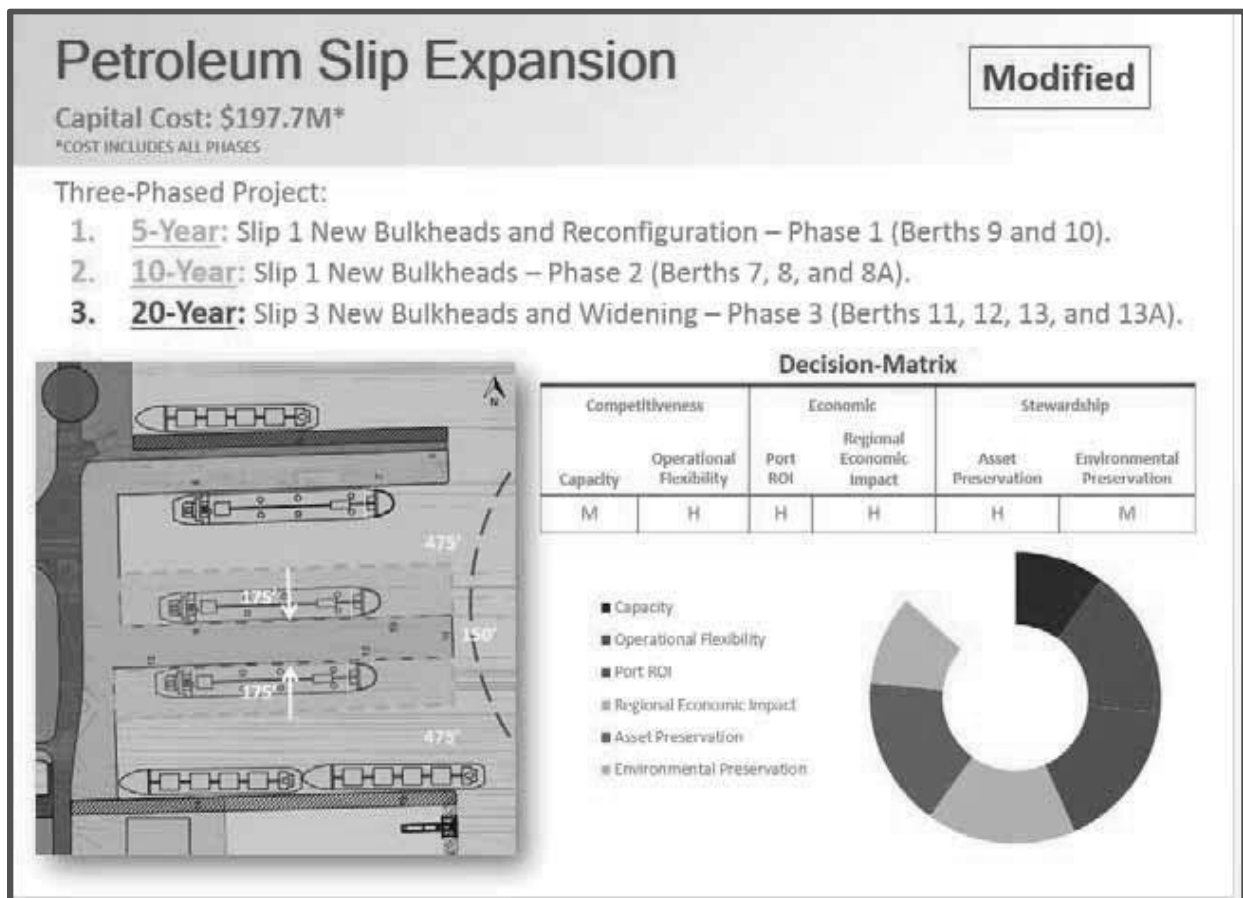 Petroleum Slip Expansion
Modified
Capital Cost: $197.7M*
*COST INCLUDES ALL PHASES
Three-Phased Project:
1. 5-Year: Slip 1 New Bulkheads and Reconfiguration – Phase 1 (Berths 9 and 10).
2. 10-Year: Slip 1 New Bulkheads – Phase 2 (Berths 7, 8, and 8A).
3. 20-Year: Slip 3 New Bulkheads and Widening – Phase 3 (Berths 11, 12, 13, and 13A).
Decision-Matrix
Competitiveness Economic Stewardship
Capacity Operational Flexibility Port ROI Regional Economic Impact Asset Preservation Environmental Preservation
M H H H H M
N
475'
175'
150'
175'
475'
Capacity
Operational Flexibility
Port ROI
Regional Economic Impact
Asset Preservation
Environmental Preservation